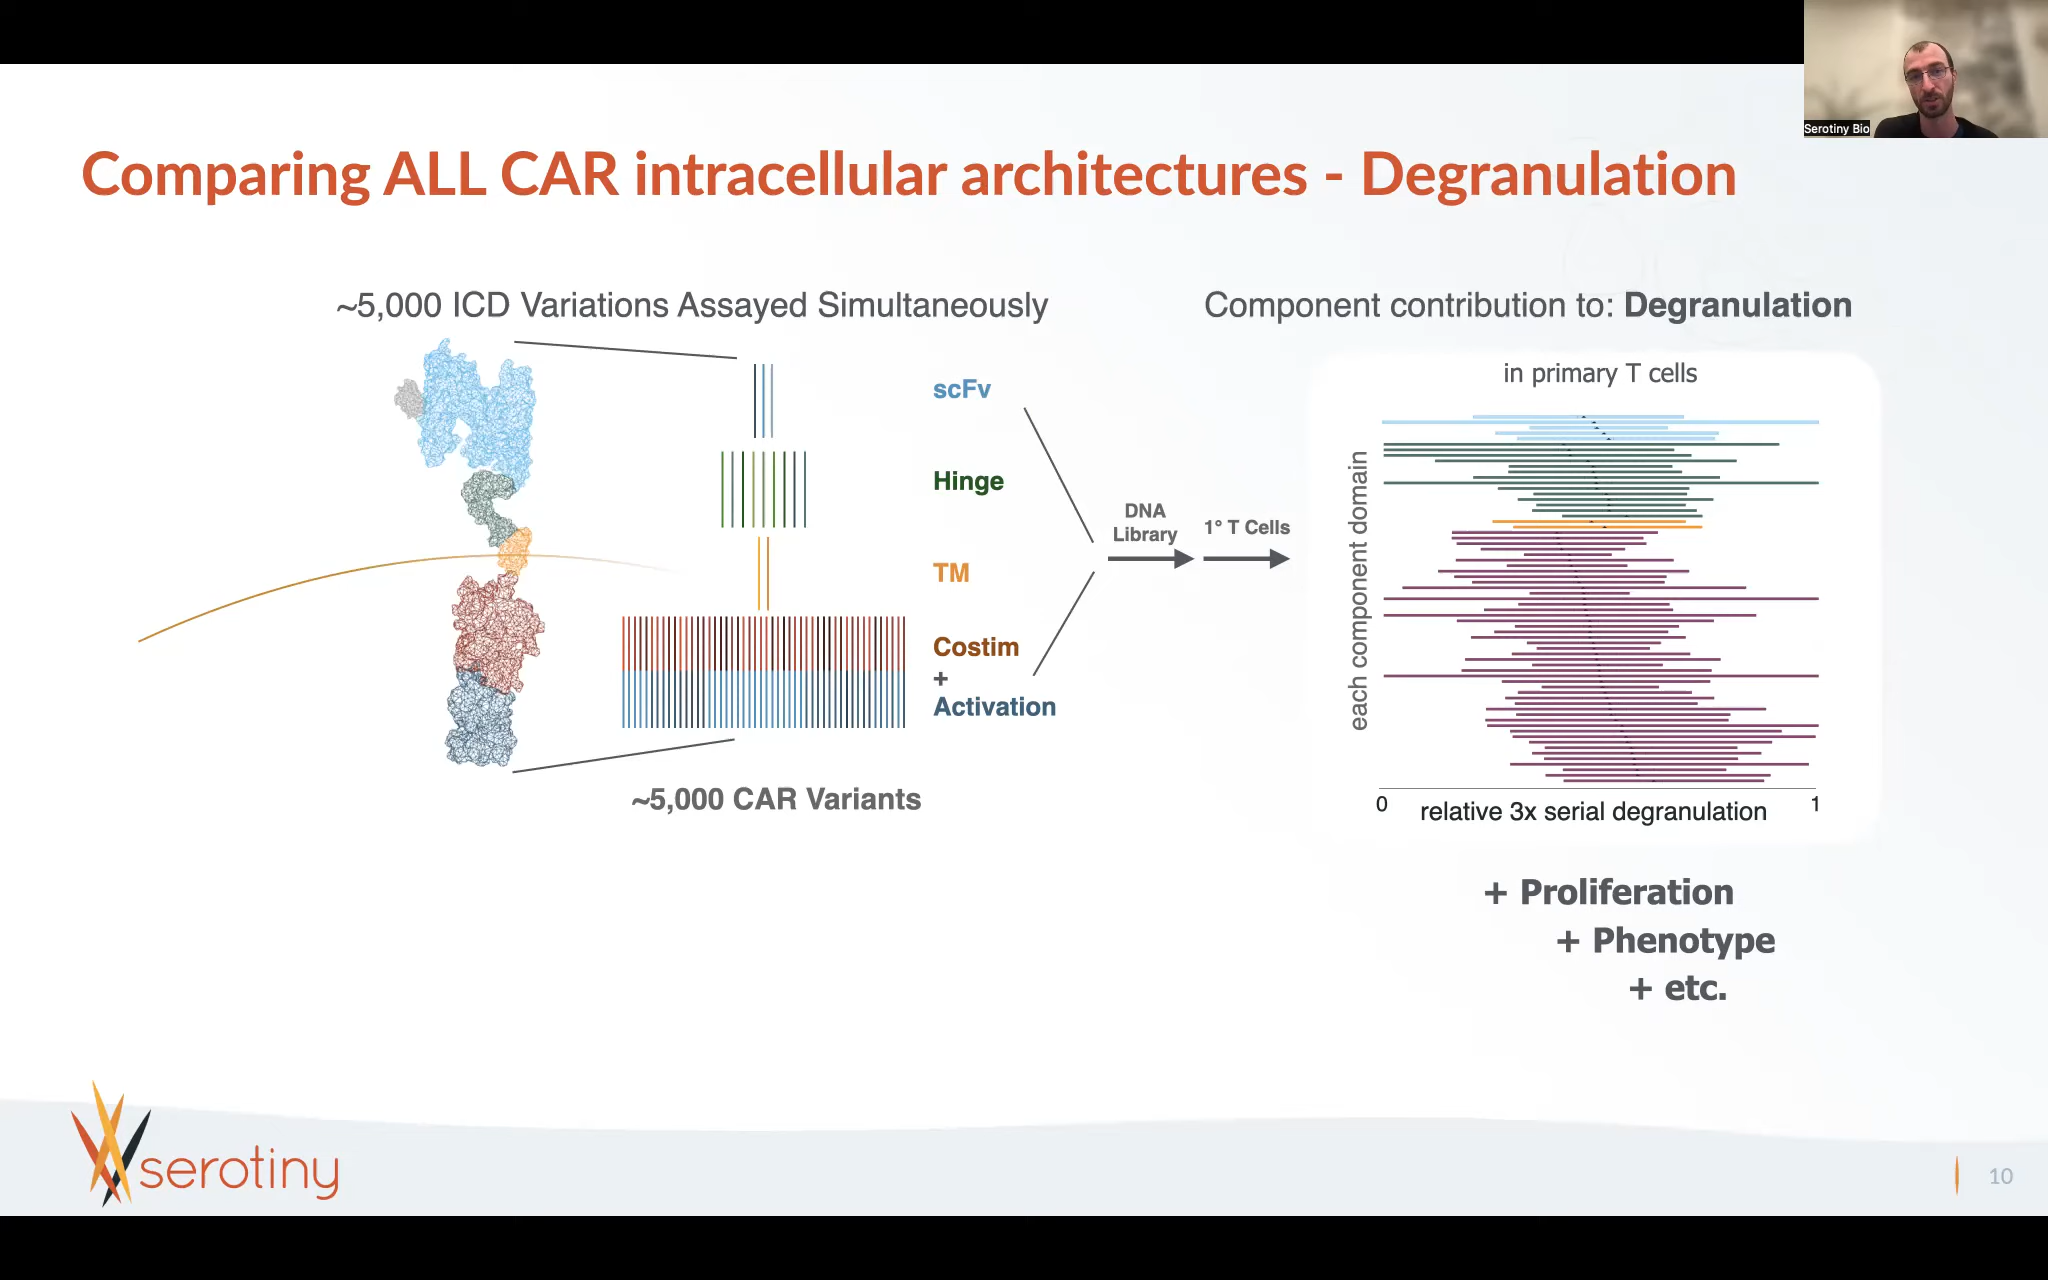 Serotiny Bio
Comparing ALL CAR intracellular architectures - Degranulation
~5,000 ICD Variations Assayed Simultaneously
scFv
Hinge
TM
Costim
+
Activation
~5,000 CAR Variants
DNA
Library
1° T Cells
Component contribution to: Degranulation
in primary T cells
each component domain
0
1
relative 3x serial degranulation
+ Proliferation
+ Phenotype
+ etc.
serotiny
10